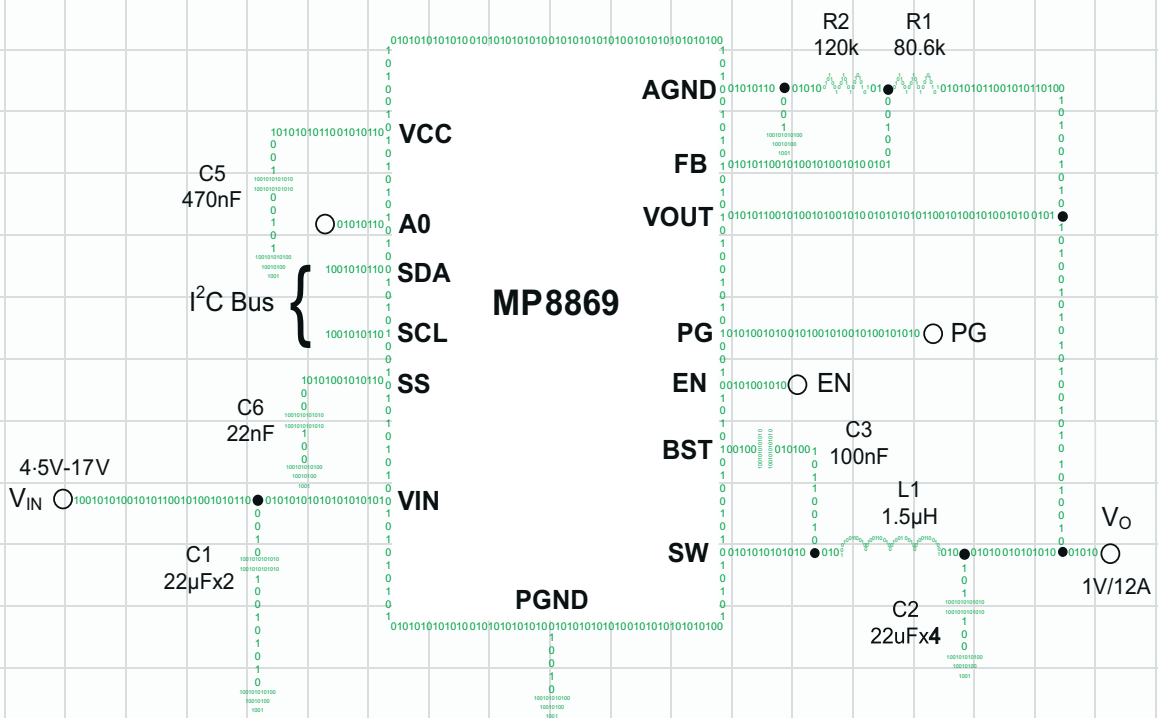 R2
120k
R1
80.6k
AGND
VCC
C5
470nF
FB
A0
VOUT
SDA
I²C Bus
MP8869
SCL
PG
PG
SS
EN
EN
C6
22nF
BST
C3
100nF
4·5V-17V
V_IN
VIN
L1
1.5µH
V_O
C1
22µFx2
SW
1V/12A
PGND
C2
22uFx4